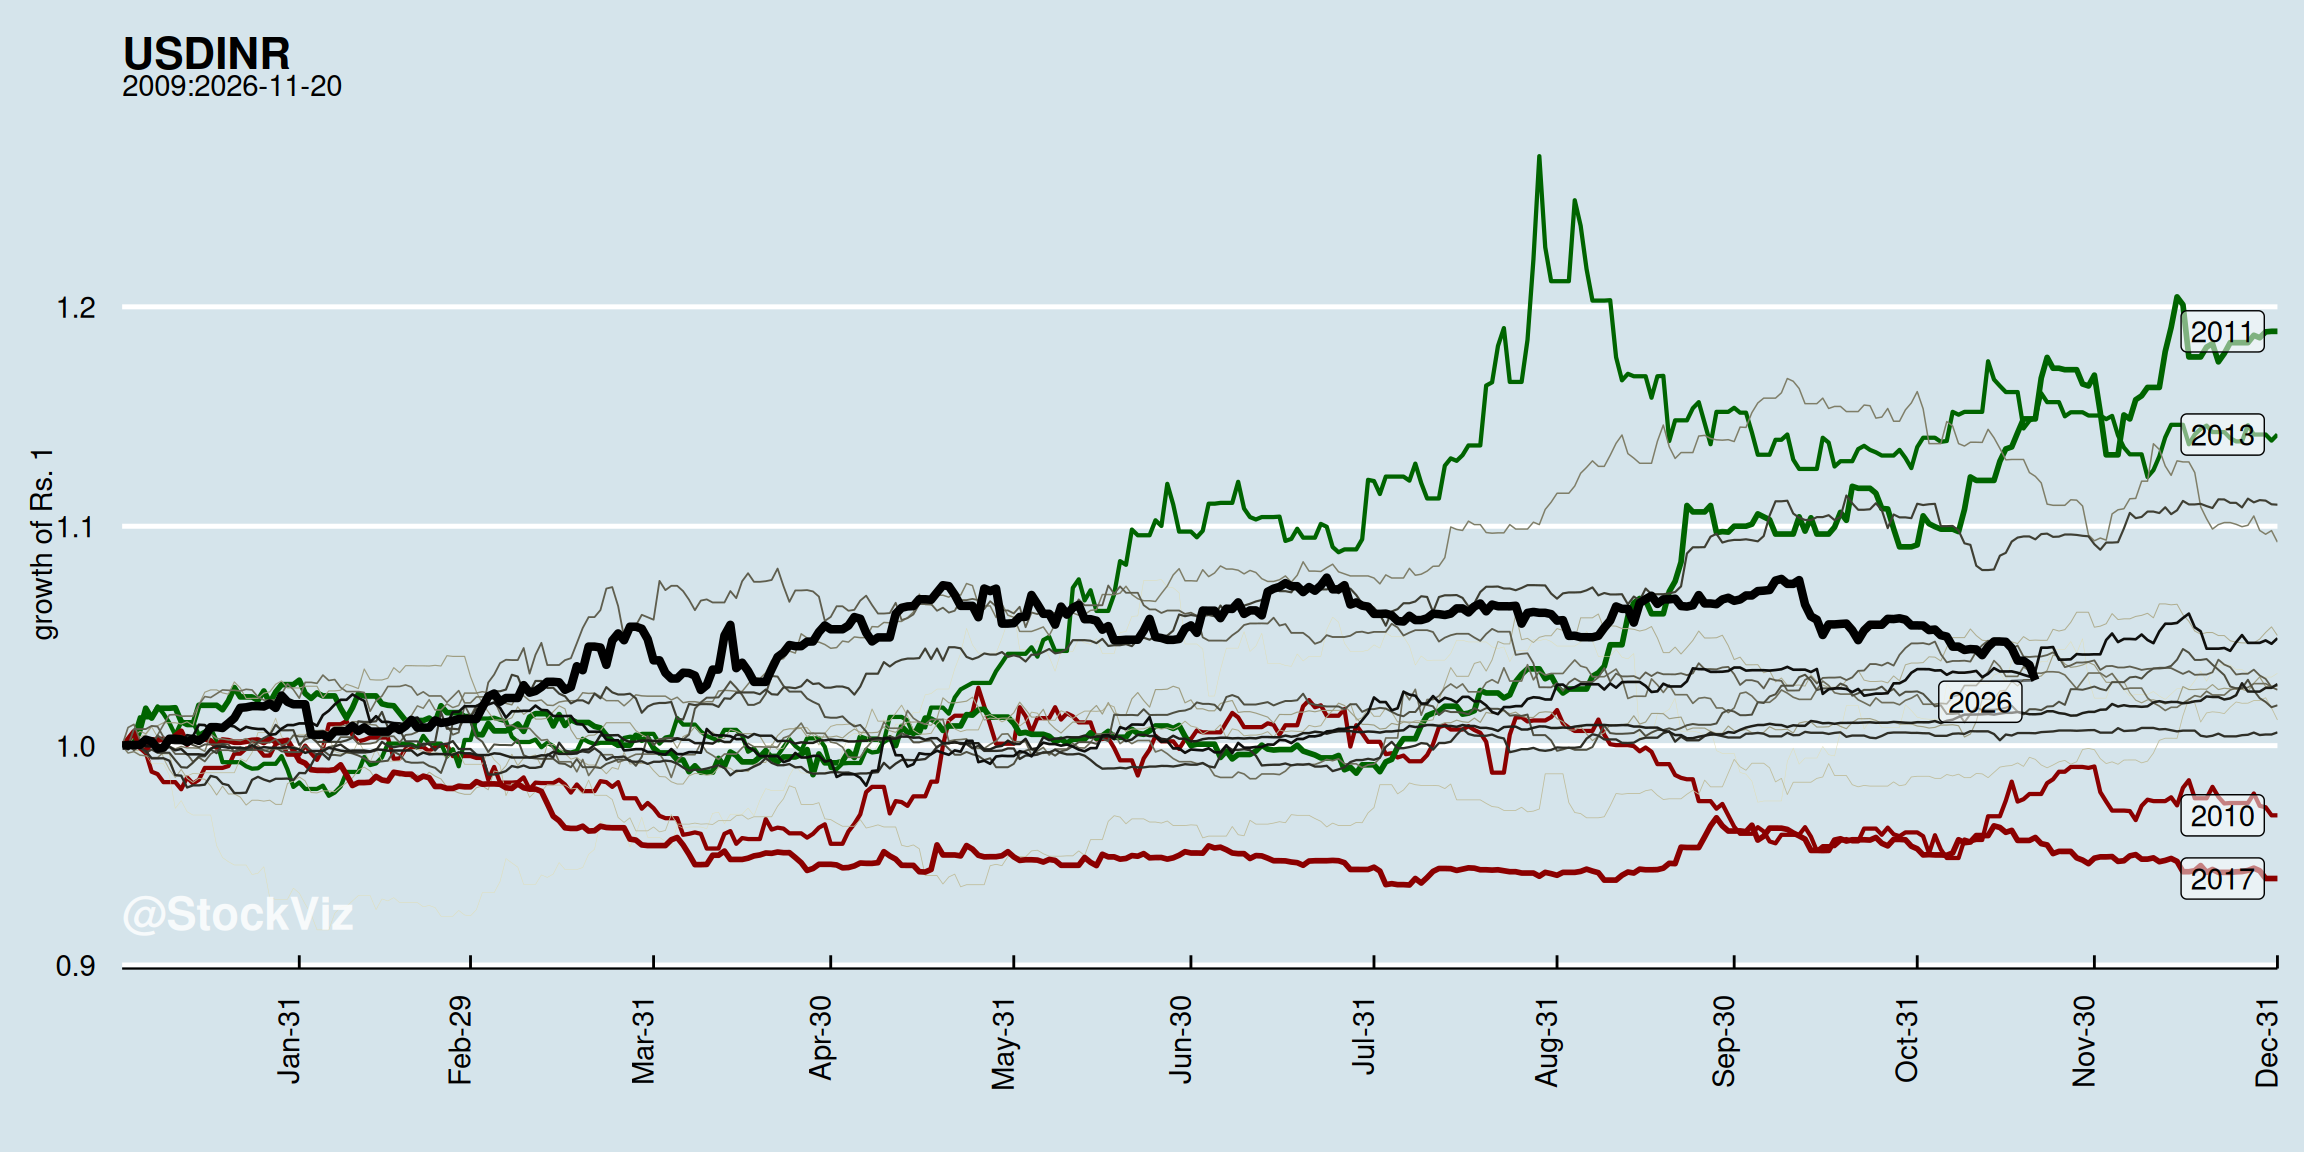 USDINR
2009:2026-11-20
growth of Rs. 1
1.2
1.1
1.0
0.9
2011
2013
2026
2010
2017
@StockViz
Jan-31
Feb-29
Mar-31
Apr-30
May-31
Jun-30
Jul-31
Aug-31
Sep-30
Oct-31
Nov-30
Dec-31